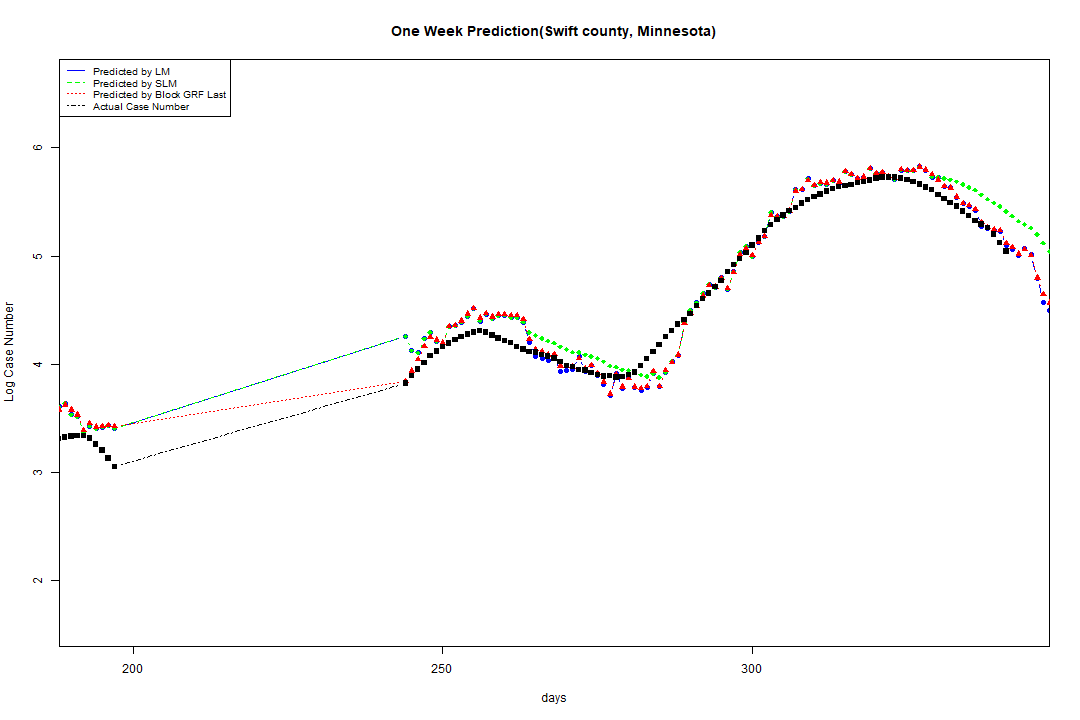 One Week Prediction(Swift county, Minnesota)
Predicted by LM
Predicted by SLM
Predicted by Block GRF Last
Actual Case Number
6
5
4
3
2
Log Case Number
200 250 300
days